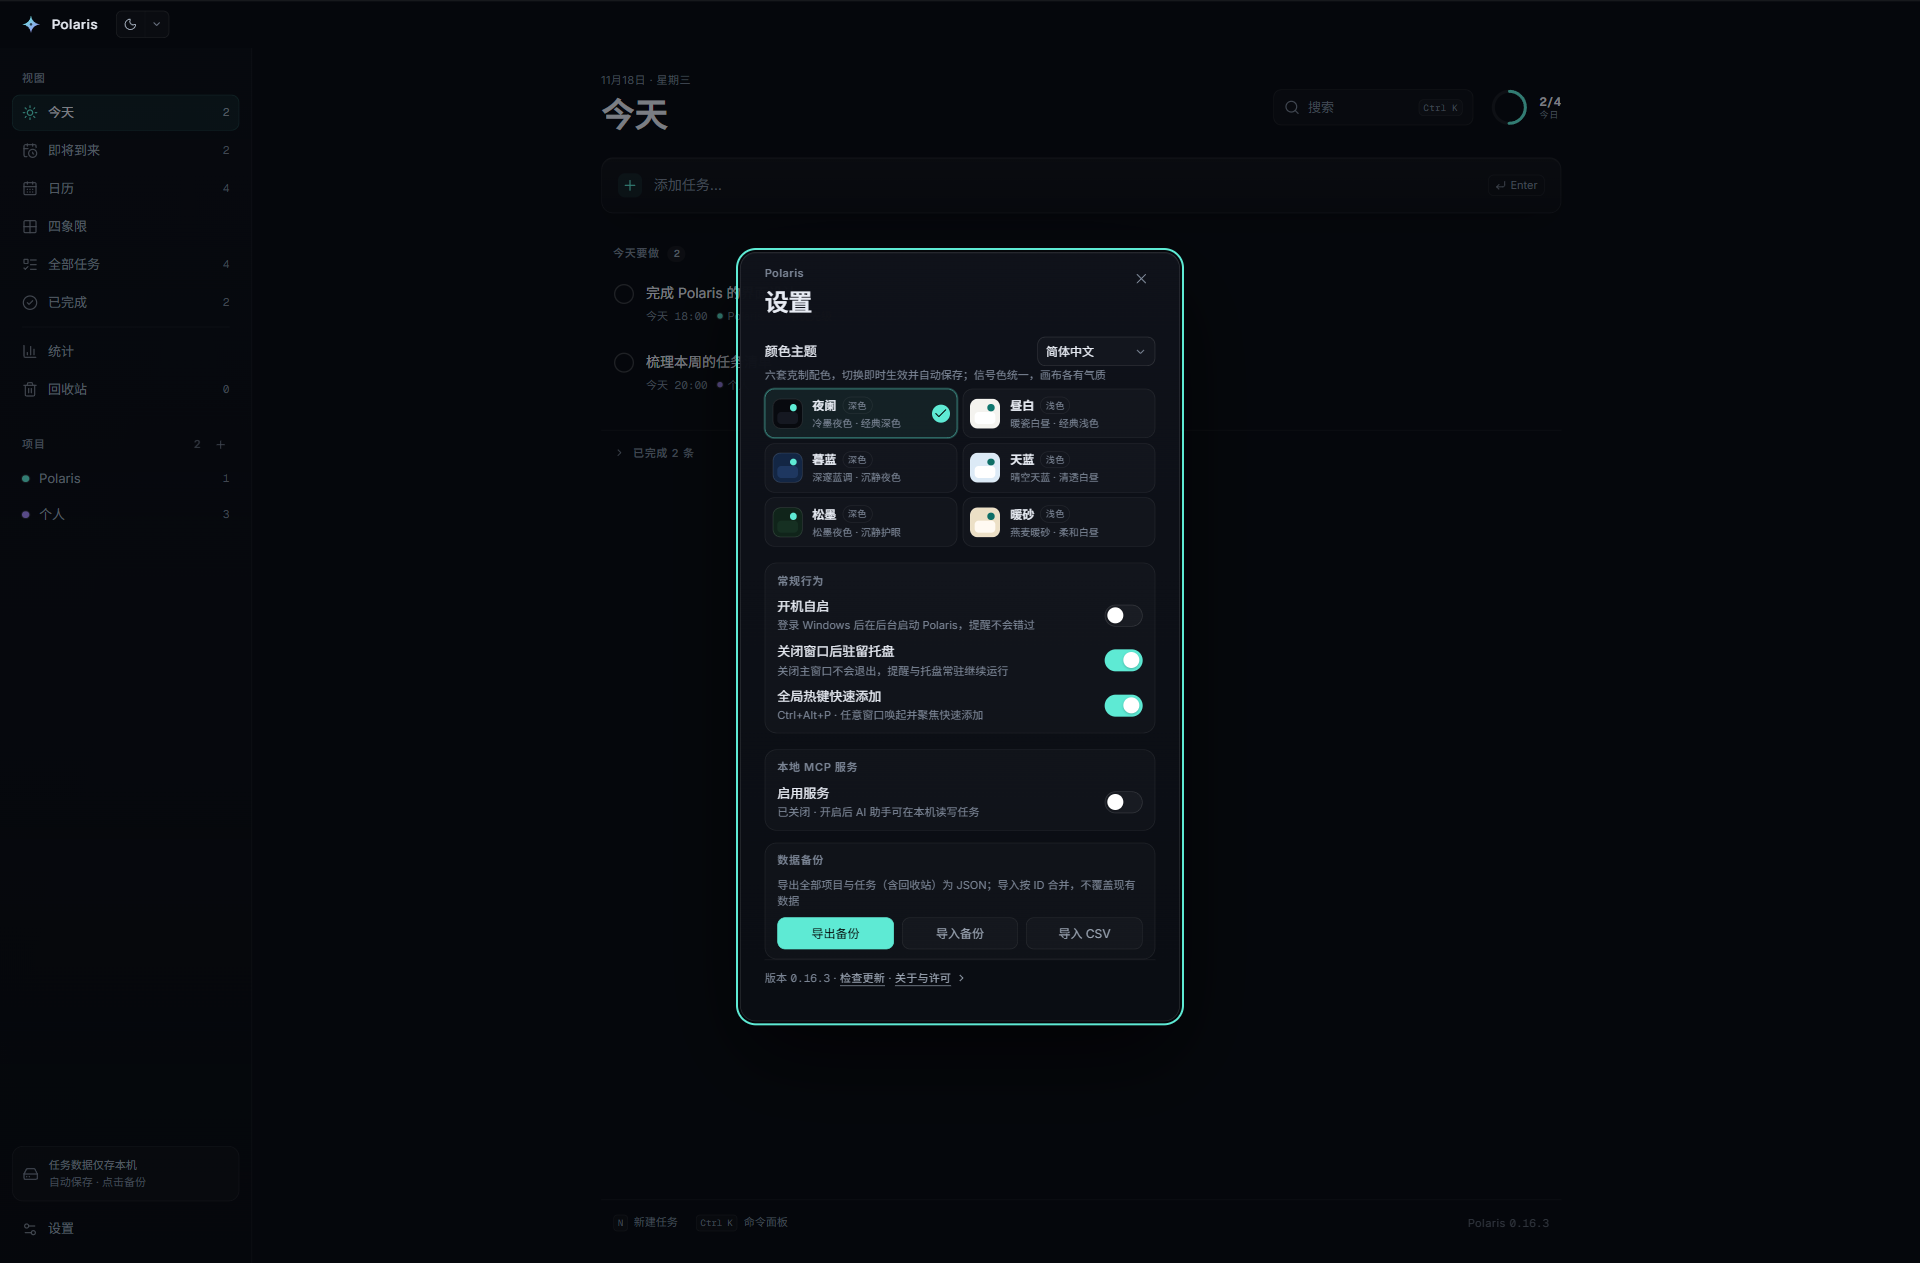 Polaris
视图
今天 2
即将到来 2
日历 4
四象限
全部任务 4
已完成 2
统计
回收站 0
项目 2
Polaris 1
个人 3
任务数据仅存本机
自动保存 · 点击备份
设置
11月18日 · 星期三
今天
搜索 Ctrl K
2/4
今日
添加任务...
Enter
今天要做 2
完成 Polaris 的
今天 18:00
梳理本周的任务
今天 20:00
已完成 2 条
Polaris
设置
颜色主题
简体中文
六套克制配色，切换即时生效并自动保存；信号色统一，画布各有气质
夜阑 深色
冷墨夜色 · 经典深色
昼白 浅色
暖瓷白昼 · 经典浅色
暮蓝 深色
深邃蓝调 · 沉静夜色
天蓝 浅色
晴空天蓝 · 清透白昼
松墨 深色
松墨夜色 · 沉静护眼
暖砂 浅色
燕麦暖砂 · 柔和白昼
常规行为
开机自启
登录 Windows 后在后台启动 Polaris，提醒不会错过
关闭窗口后驻留托盘
关闭主窗口不会退出，提醒与托盘常驻继续运行
全局热键快速添加
Ctrl+Alt+P · 任意窗口唤起并聚焦快速添加
本地 MCP 服务
启用服务
已关闭 · 开启后 AI 助手可在本机读写任务
数据备份
导出全部项目与任务（含回收站）为 JSON；导入按 ID 合并，不覆盖现有
数据
导出备份
导入备份
导入 CSV
版本 0.16.3 · 检查更新 · 关于与许可
N 新建任务 Ctrl K 命令面板
Polaris 0.16.3